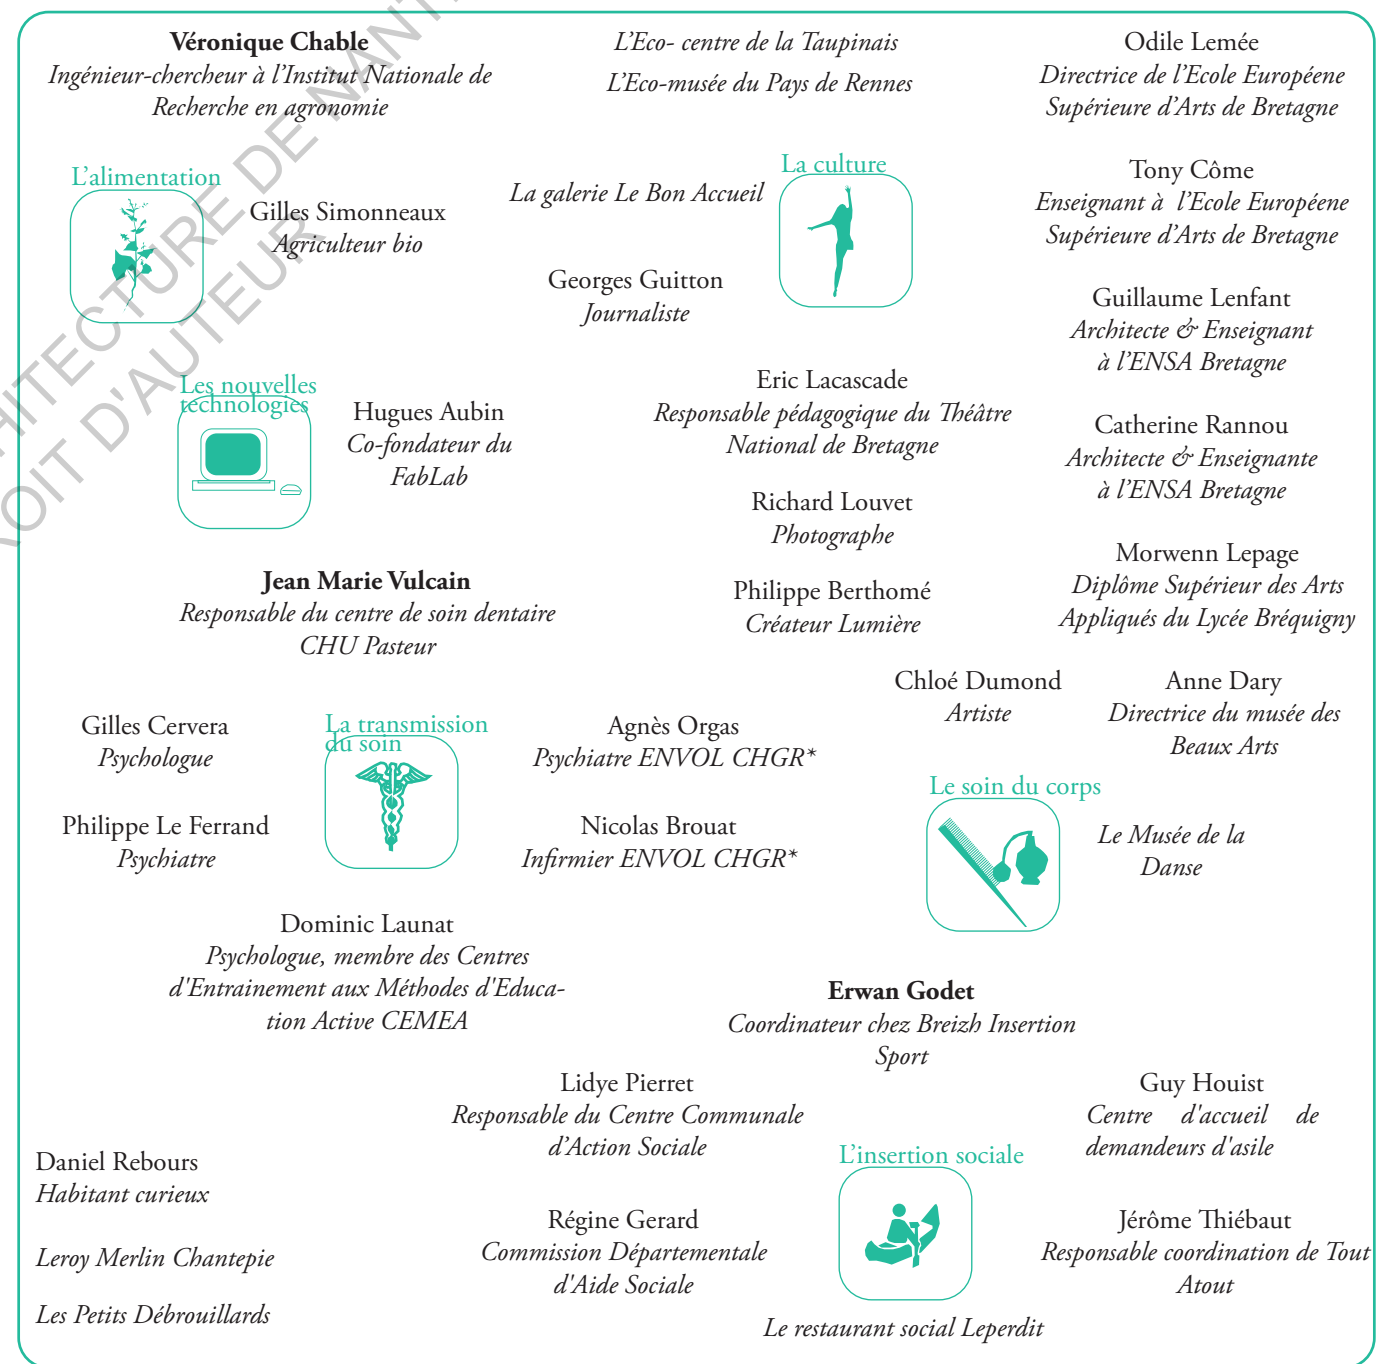 Véronique Chable
Ingénieur-chercheur à l'Institut Nationale de
Recherche en agronomie
L'Eco- centre de la Taupinais
L'Eco-musée du Pays de Rennes
Odile Lemée
Directrice de l'Ecole Européene
Supérieure d'Arts de Bretagne
L'alimentation
Gilles Simonneaux
Agriculteur bio
La galerie Le Bon Accueil
La culture
Tony Côme
Enseignant à l'Ecole Européene
Supérieure d'Arts de Bretagne
Georges Guitton
Journaliste
Guillaume Lenfant
Architecte & Enseignant
à l'ENSA Bretagne
Les nouvelles
technologies
Hugues Aubin
Co-fondateur du
FabLab
Eric Lacascade
Responsable pédagogique du Théâtre
National de Bretagne
Catherine Rannou
Architecte & Enseignante
à l'ENSA Bretagne
Richard Louvet
Photographe
Morwenn Lepage
Diplôme Supérieur des Arts
Appliqués du Lycée Bréquigny
Jean Marie Vulcain
Responsable du centre de soin dentaire
CHU Pasteur
Philippe Berthomé
Créateur Lumière
Chloé Dumond
Artiste
Anne Dary
Directrice du musée des
Beaux Arts
Gilles Cervera
Psychologue
La transmission
du soin
Agnès Orgas
Psychiatre ENVOL CHGR*
Le soin du corps
Philippe Le Ferrand
Psychiatre
Nicolas Brouat
Infirmier ENVOL CHGR*
Le Musée de la
Danse
Dominic Launat
Psychologue, membre des Centres
d'Entrainement aux Méthodes d'Educa-
tion Active CEMEA
Erwan Godet
Coordinateur chez Breizh Insertion
Sport
Lidye Pierret
Responsable du Centre Communale
d'Action Sociale
Guy Houist
Centre d'accueil de
demandeurs d'asile
L'insertion sociale
Daniel Rebours
Habitant curieux
Régine Gerard
Commission Départementale
d'Aide Sociale
Jérôme Thiébaut
Responsable coordination de Tout
Atout
Leroy Merlin Chantepie
Les Petits Débrouillards
Le restaurant social Leperdit
HITECTURE DE NANT
ROIT D'AUTEUR